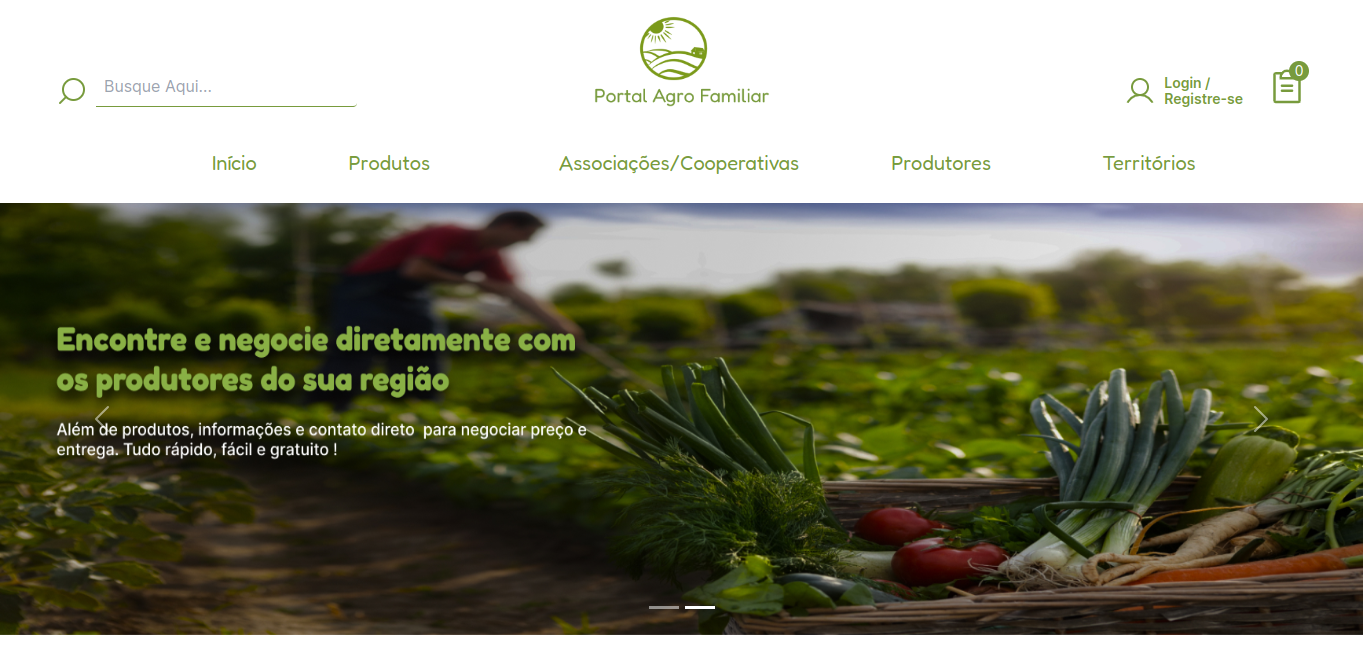 Busque Aqui...
Portal Agro Familiar
Login /
Registre-se
0
Início Produtos Associações/Cooperativas Produtores Territórios
Encontre e negocie diretamente com
os produtores do sua região
Além de produtos, informações e contato direto  para negociar preço e
entrega. Tudo rápido, fácil e gratuito !